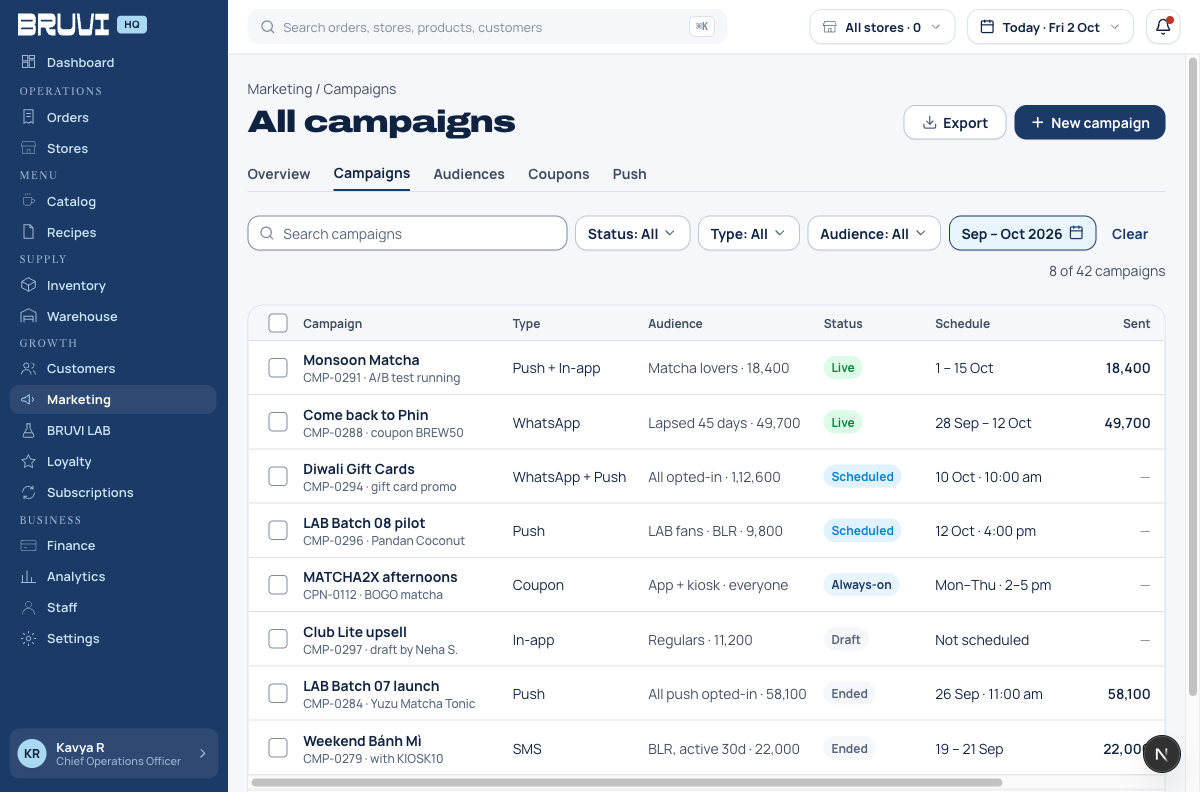 BRUVI HQ
Search orders, stores, products, customers ⌘K
All stores · 0
Today · Fri 2 Oct
Dashboard
OPERATIONS
Orders
Stores
MENU
Catalog
Recipes
SUPPLY
Inventory
Warehouse
GROWTH
Customers
Marketing
BRUVI LAB
Loyalty
Subscriptions
BUSINESS
Finance
Analytics
Staff
Settings
KR
Kavya R
Chief Operations Officer
Marketing / Campaigns
All campaigns
Export
+ New campaign
Overview Campaigns Audiences Coupons Push
Search campaigns
Status: All
Type: All
Audience: All
Sep – Oct 2026
Clear
8 of 42 campaigns
Campaign Type Audience Status Schedule Sent
Monsoon Matcha Push + In-app Matcha lovers · 18,400 Live 1 – 15 Oct 18,400
CMP-0291 · A/B test running
Come back to Phin WhatsApp Lapsed 45 days · 49,700 Live 28 Sep – 12 Oct 49,700
CMP-0288 · coupon BREW50
Diwali Gift Cards WhatsApp + Push All opted-in · 1,12,600 Scheduled 10 Oct · 10:00 am —
CMP-0294 · gift card promo
LAB Batch 08 pilot Push LAB fans · BLR · 9,800 Scheduled 12 Oct · 4:00 pm —
CMP-0296 · Pandan Coconut
MATCHA2X afternoons Coupon App + kiosk · everyone Always-on Mon–Thu · 2–5 pm —
CPN-0112 · BOGO matcha
Club Lite upsell In-app Regulars · 11,200 Draft Not scheduled —
CMP-0297 · draft by Neha S.
LAB Batch 07 launch Push All push opted-in · 58,100 Ended 26 Sep · 11:00 am 58,100
CMP-0284 · Yuzu Matcha Tonic
Weekend Bánh Mì SMS BLR, active 30d · 22,000 Ended 19 – 21 Sep 22,000
CMP-0279 · with KIOSK10
N